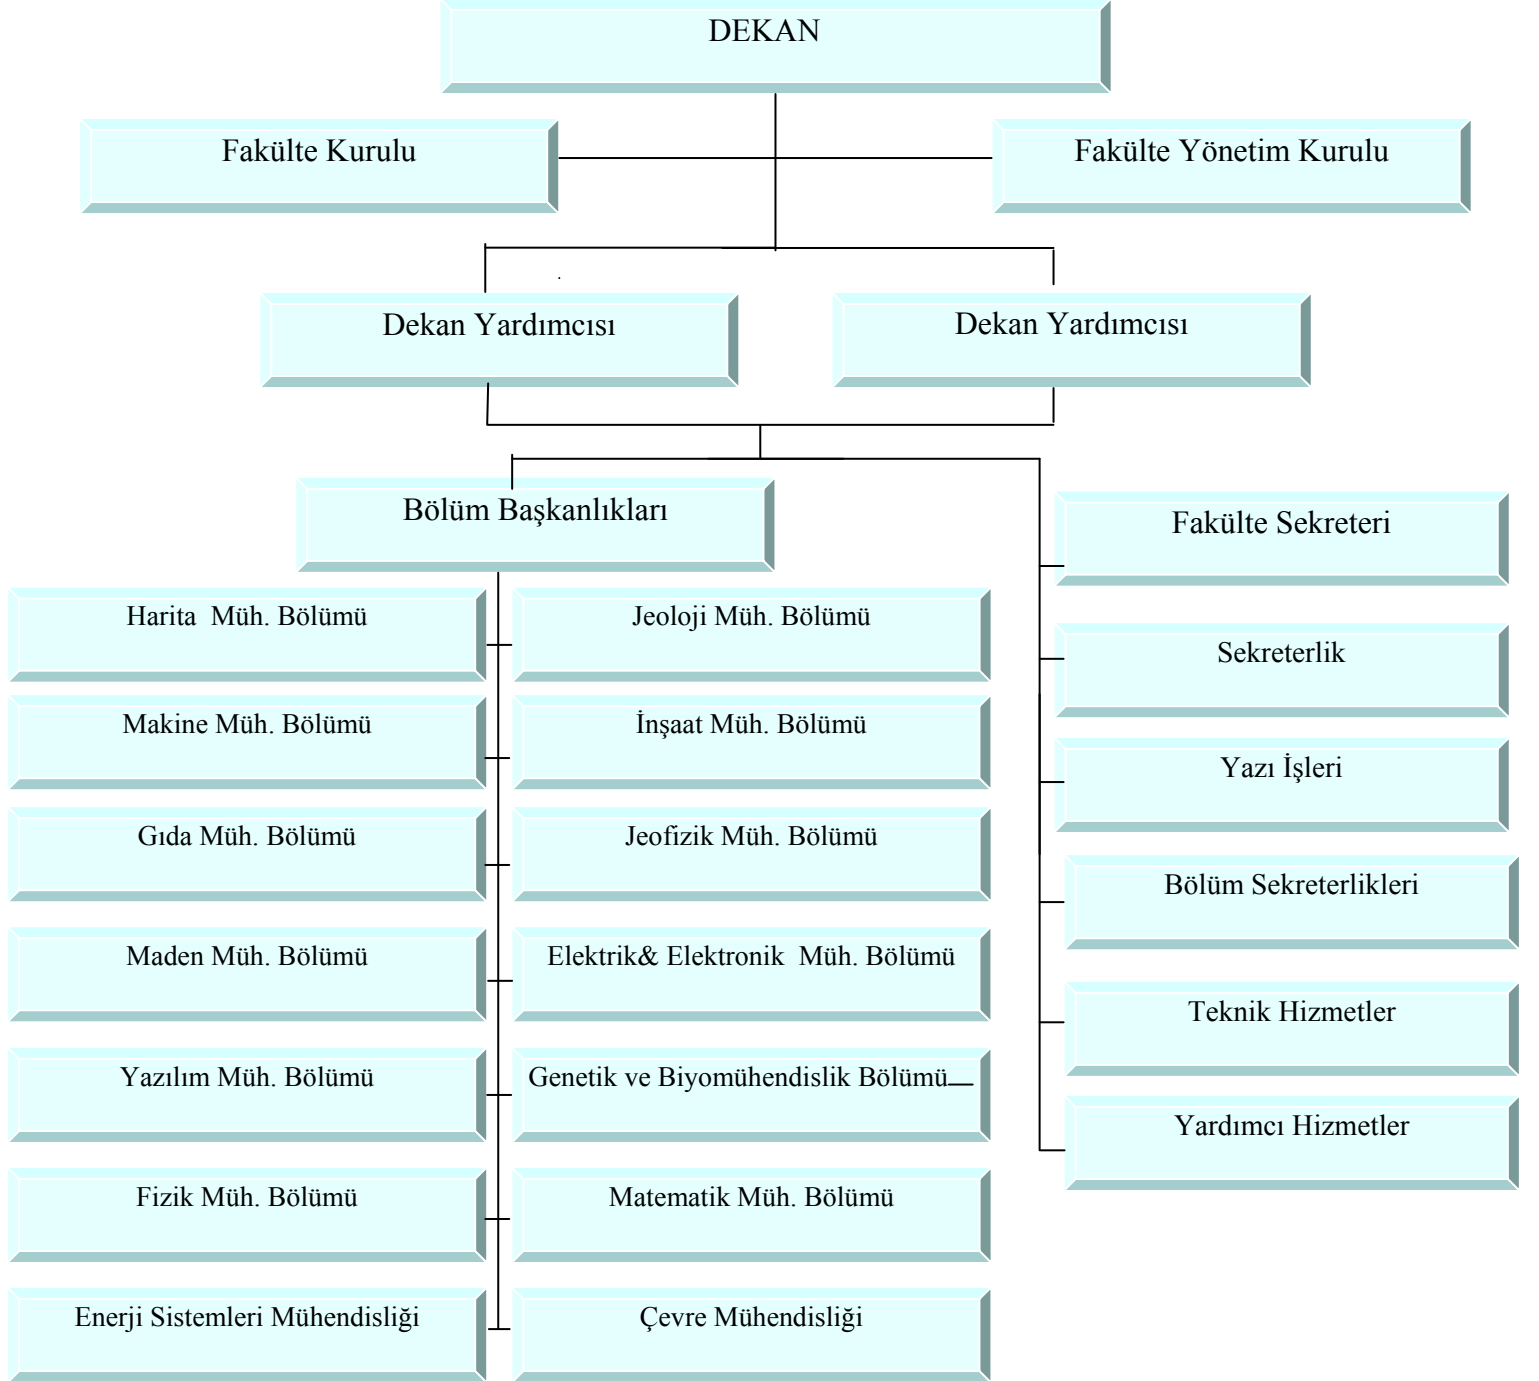 DEKAN
Fakülte Kurulu
Fakülte Yönetim Kurulu
Dekan Yardımcısı
Dekan Yardımcısı
Bölüm Başkanlıkları
Fakülte Sekreteri
Harita  Müh. Bölümü
Jeoloji Müh. Bölümü
Sekreterlik
Makine Müh. Bölümü
İnşaat Müh. Bölümü
Yazı İşleri
Gıda Müh. Bölümü
Jeofizik Müh. Bölümü
Bölüm Sekreterlikleri
Maden Müh. Bölümü
Elektrik& Elektronik  Müh. Bölümü
Teknik Hizmetler
Yazılım Müh. Bölümü
Genetik ve Biyomühendislik Bölümü
Yardımcı Hizmetler
Fizik Müh. Bölümü
Matematik Müh. Bölümü
Enerji Sistemleri Mühendisliği
Çevre Mühendisliği